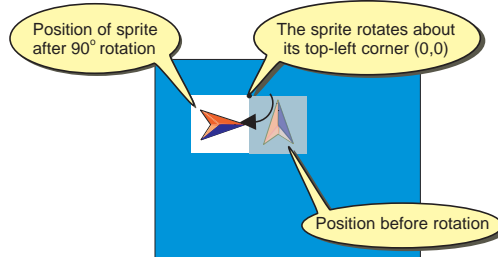 Position of sprite
after 90° rotation
The sprite rotates about
its top-left corner (0,0)
Position before rotation